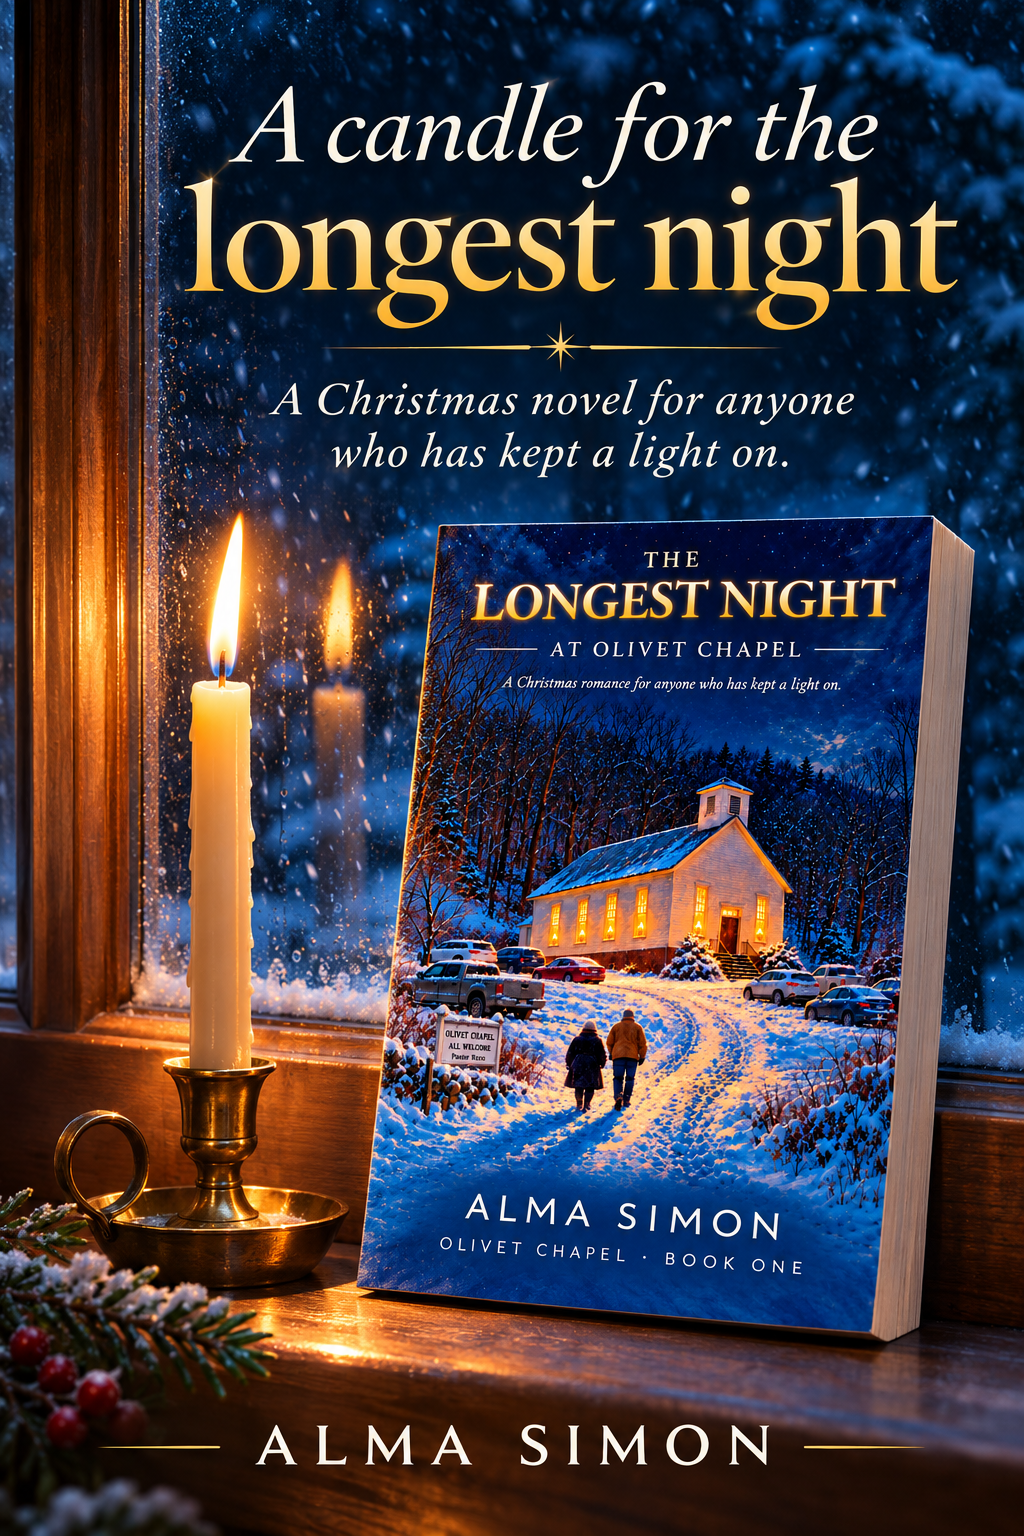 A candle for the
longest night
A Christmas novel for anyone
who has kept a light on.
THE
LONGEST NIGHT
AT OLIVET CHAPEL
A Christmas romance for anyone who has kept a light on.
OLIVET CHAPEL
ALL WELCOME
Pastor Reno
ALMA SIMON
OLIVET CHAPEL · BOOK ONE
ALMA SIMON